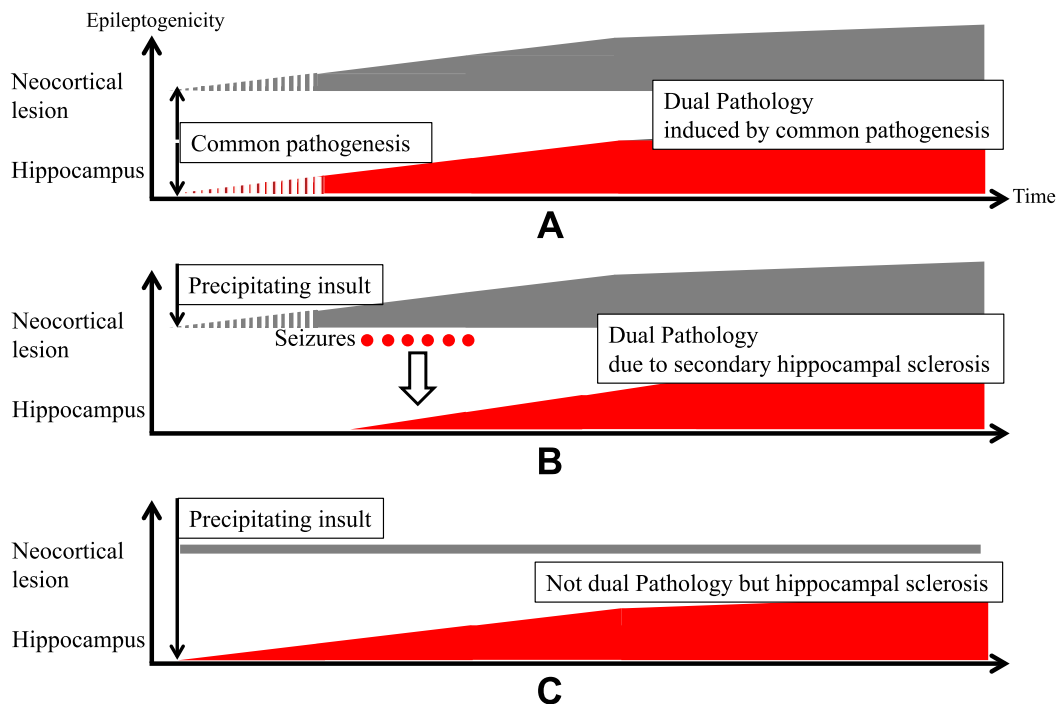 Epileptogenicity
Neocortical
lesion
Dual Pathology
induced by common pathogenesis
Common pathogenesis
Hippocampus
Time
A
Precipitating insult
Neocortical
lesion
Seizures
Dual Pathology
due to secondary hippocampal sclerosis
Hippocampus
B
Precipitating insult
Neocortical
lesion
Not dual Pathology but hippocampal sclerosis
Hippocampus
C